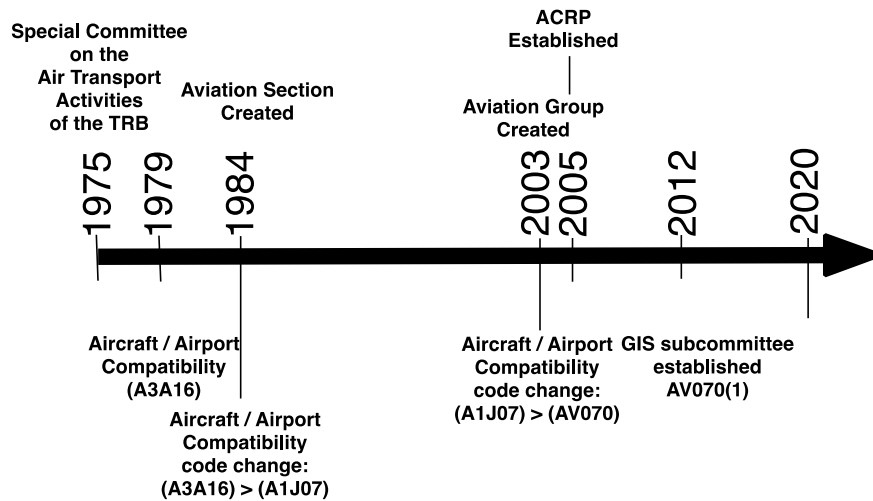 Special Committee
on the
Air Transport
Activities
of the TRB
Aviation Section
Created
ACRP
Established
Aviation Group
Created
1975
1979
1984
2003
2005
2012
2020
Aircraft / Airport
Compatibility
(A3A16)
Aircraft / Airport
Compatibility
code change:
(A3A16) > (A1J07)
Aircraft / Airport
Compatibility
code change:
(A1J07) > (AV070)
GIS subcommittee
established
AV070(1)